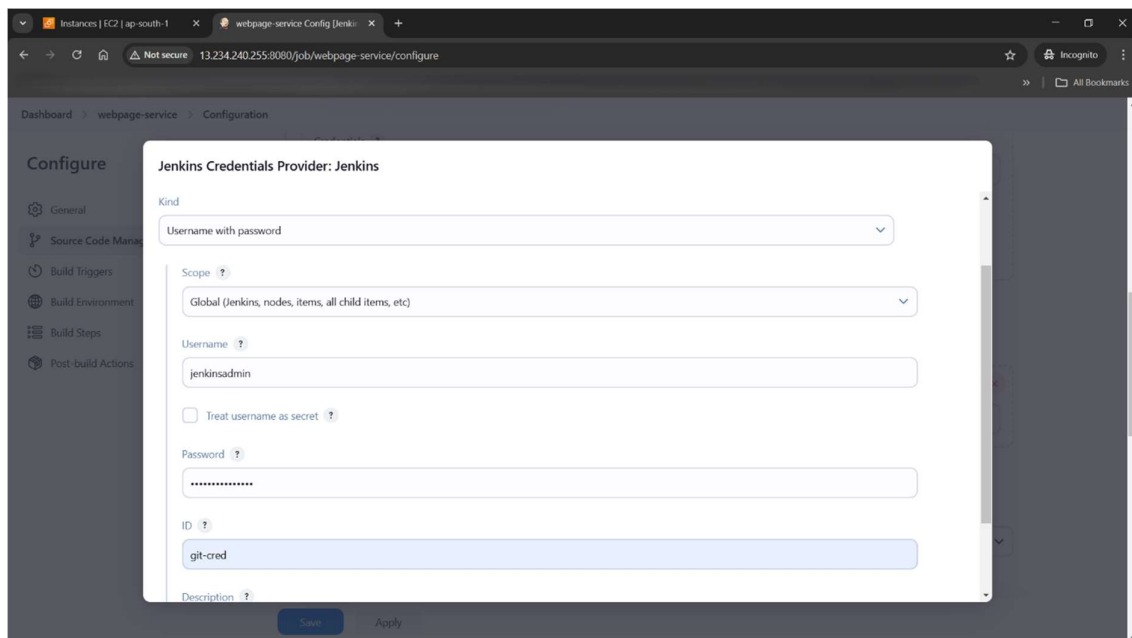 Instances | EC2 | ap-south-1
webpage-service Config [Jenkin
Not secure 13.234.240.255:8080/job/webpage-service/configure
Incognito
» All Bookmarks
Dashboard > webpage-service > Configuration
Credentials ?
Configure
Jenkins Credentials Provider: Jenkins
General
Source Code Manag
Build Triggers
Build Environment
Build Steps
Post-build Actions
Kind
Username with password
Scope ?
Global (Jenkins, nodes, items, all child items, etc)
Username ?
jenkinsadmin
Treat username as secret ?
Password ?
•••••••••••••••
ID ?
git-cred
Description ?
Save Apply